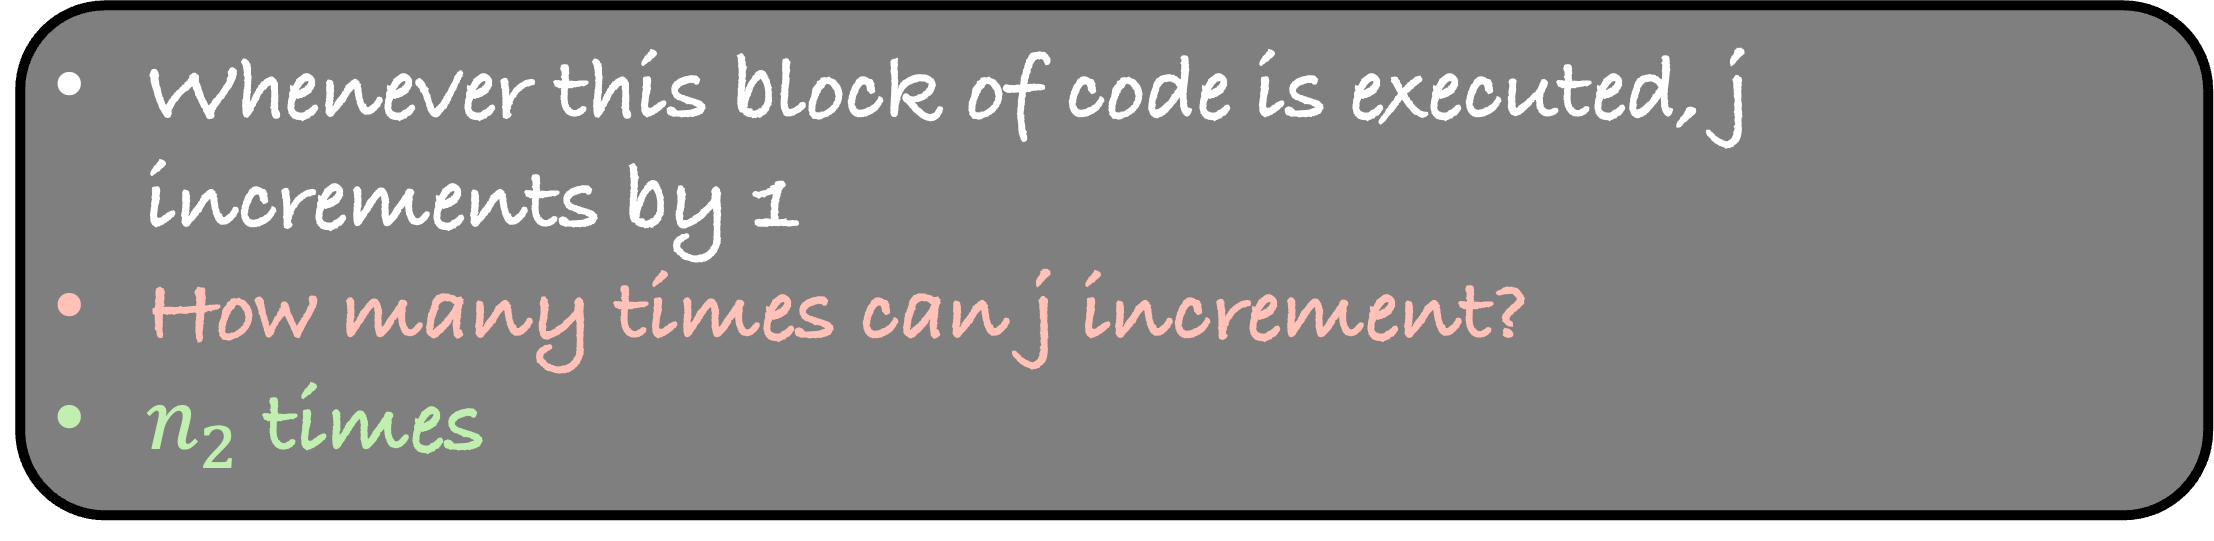 • Whenever this block of code is executed, j
increments by 1
• How many times can j increment?
• n₂ times